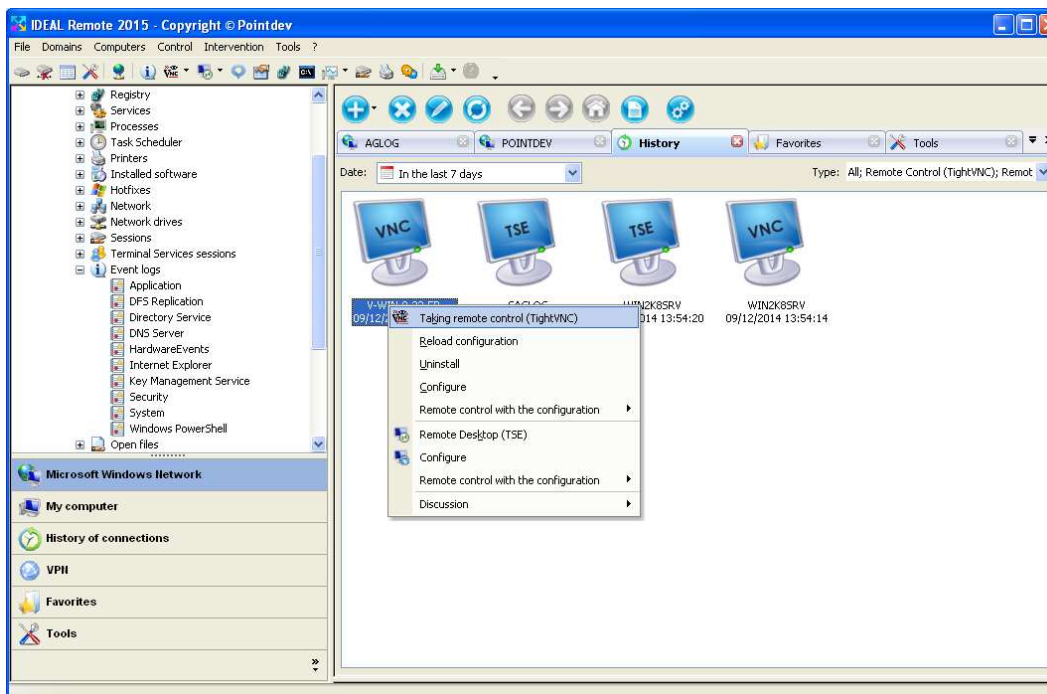 IDEAL Remote 2015 - Copyright © Pointdev
File Domains Computers Control Intervention Tools ?
Registry
Services
Processes
Task Scheduler
Printers
Installed software
Hotfixes
Network
Network drives
Sessions
Terminal Services sessions
Event logs
Application
DFS Replication
Directory Service
DNS Server
HardwareEvents
Internet Explorer
Key Management Service
Security
System
Windows PowerShell
Open files
Microsoft Windows Network
My computer
History of connections
VPN
Favorites
Tools
AGLOG POINTDEV History Favorites Tools
Date: In the last 7 days Type: All; Remote Control (TightVNC); Remot
VNC TSE TSE VNC
WIN2K8SRV
09/12/2014 13:54:14
014 13:54:20
09/12/
Taking remote control (TightVNC)
Reload configuration
Uninstall
Configure
Remote control with the configuration
Remote Desktop (TSE)
Configure
Remote control with the configuration
Discussion